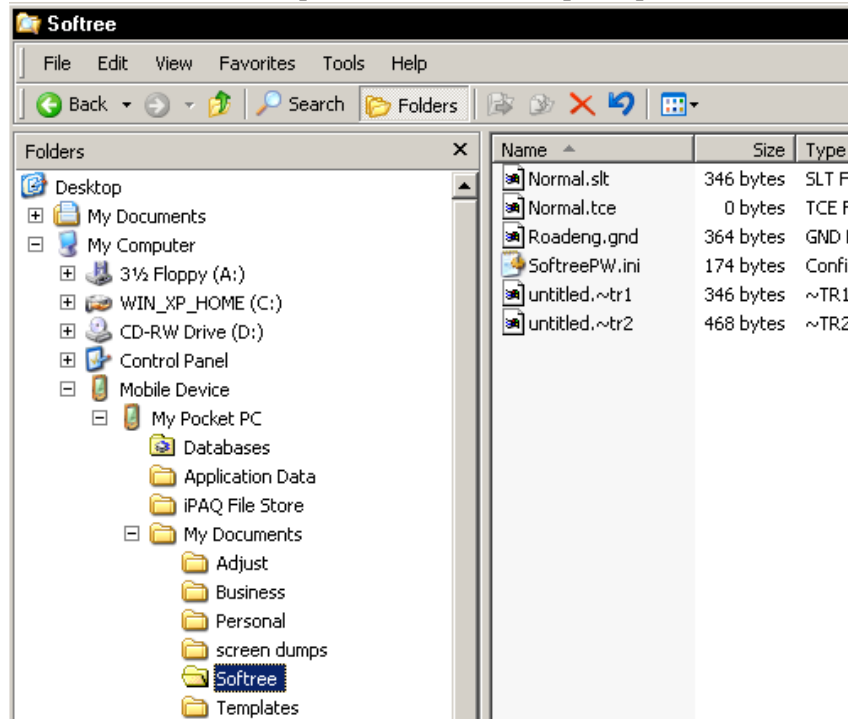 Softree
File Edit View Favorites Tools Help
Back Search Folders
Folders x
Desktop
My Documents
My Computer
3½ Floppy (A:)
WIN_XP_HOME (C:)
CD-RW Drive (D:)
Control Panel
Mobile Device
My Pocket PC
Databases
Application Data
iPAQ File Store
My Documents
Adjust
Business
Personal
screen dumps
Softree
Templates
Name Size Type
Normal.slt 346 bytes SLT F
Normal.tce 0 bytes TCE F
Roadeng.gnd 364 bytes GND
SoftreePW.ini 174 bytes Confi
untitled.~tr1 346 bytes ~TR1
untitled.~tr2 468 bytes ~TR2